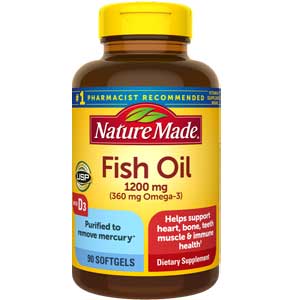 #1 PHARMACIST RECOMMENDED
Nature Made®
Fish Oil
1200 mg
(360 mg Omega-3)
USP
WITH D3
Purified to
remove mercury^
90 SOFTGELS
Helps support
heart, bone, teeth
muscle & immune
health†
Dietary Supplement